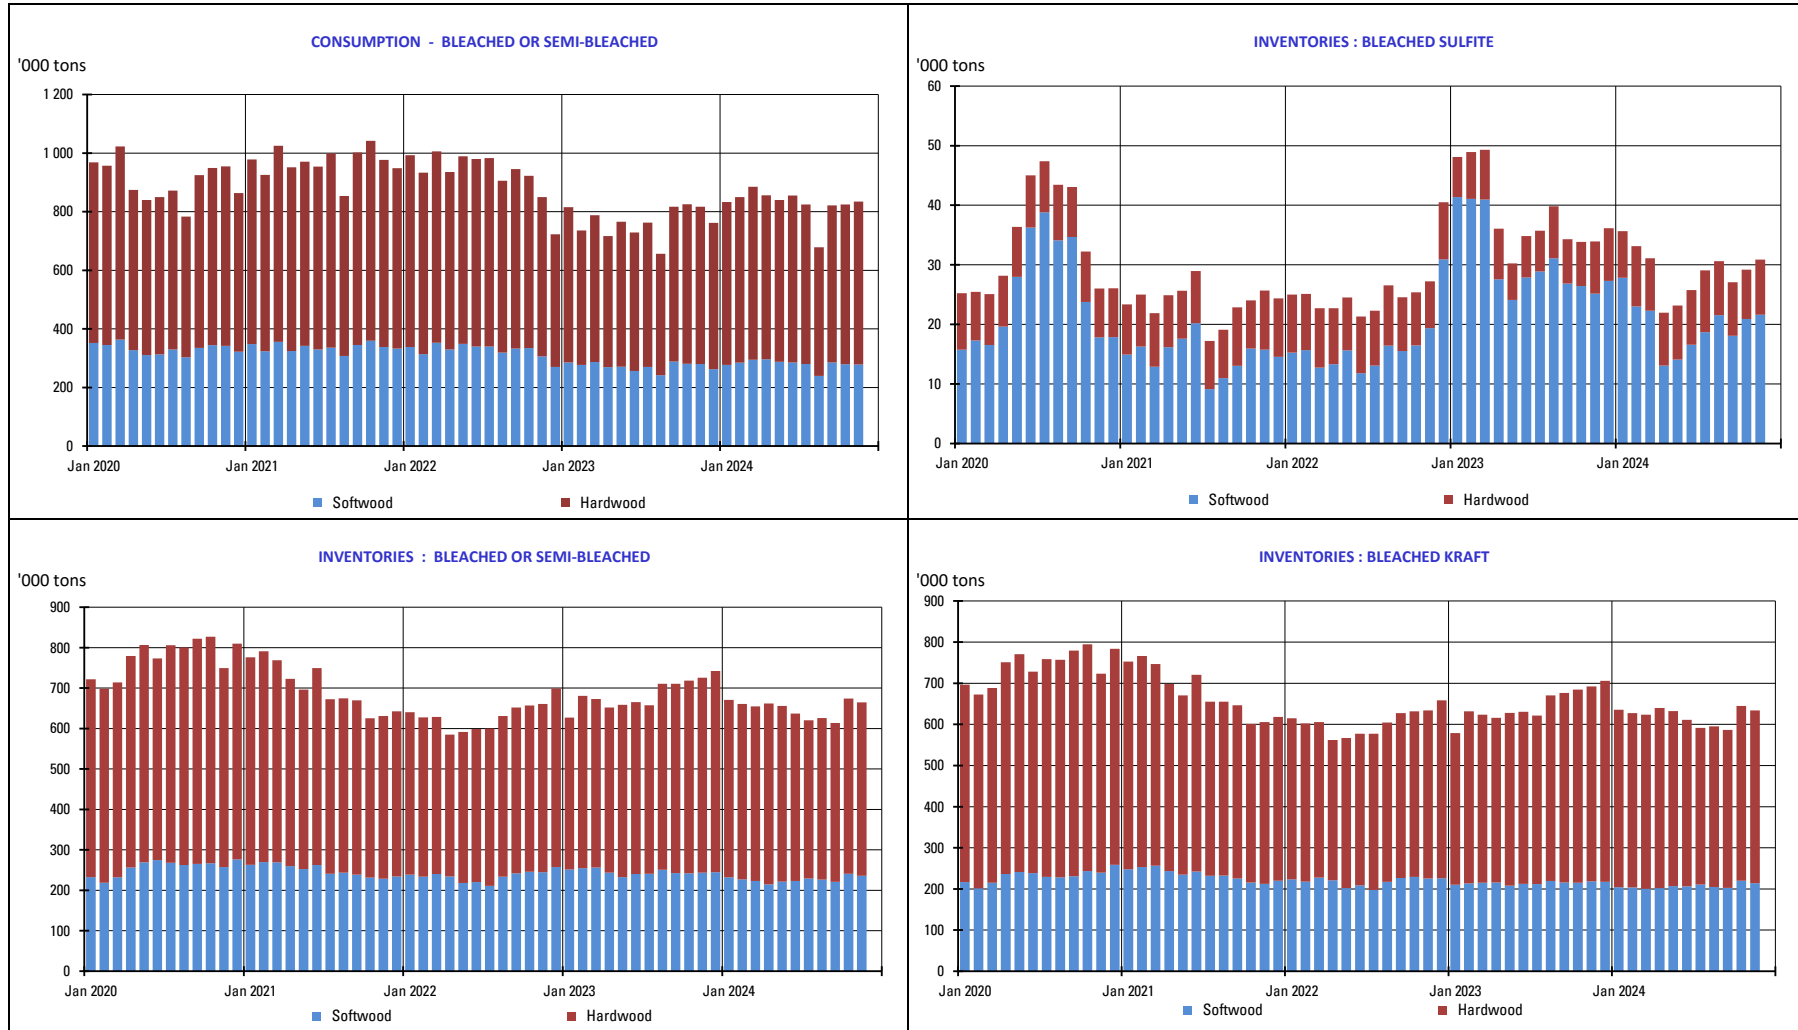 CONSUMPTION - BLEACHED OR SEMI-BLEACHED
'000 tons
1 200
1 000
800
600
400
200
0
Jan 2020 Jan 2021 Jan 2022 Jan 2023 Jan 2024
Softwood Hardwood
INVENTORIES : BLEACHED SULFITE
'000 tons
60
50
40
30
20
10
0
Jan 2020 Jan 2021 Jan 2022 Jan 2023 Jan 2024
Softwood Hardwood
INVENTORIES : BLEACHED OR SEMI-BLEACHED
'000 tons
900
800
700
600
500
400
300
200
100
0
Jan 2020 Jan 2021 Jan 2022 Jan 2023 Jan 2024
Softwood Hardwood
INVENTORIES : BLEACHED KRAFT
'000 tons
900
800
700
600
500
400
300
200
100
0
Jan 2020 Jan 2021 Jan 2022 Jan 2023 Jan 2024
Softwood Hardwood